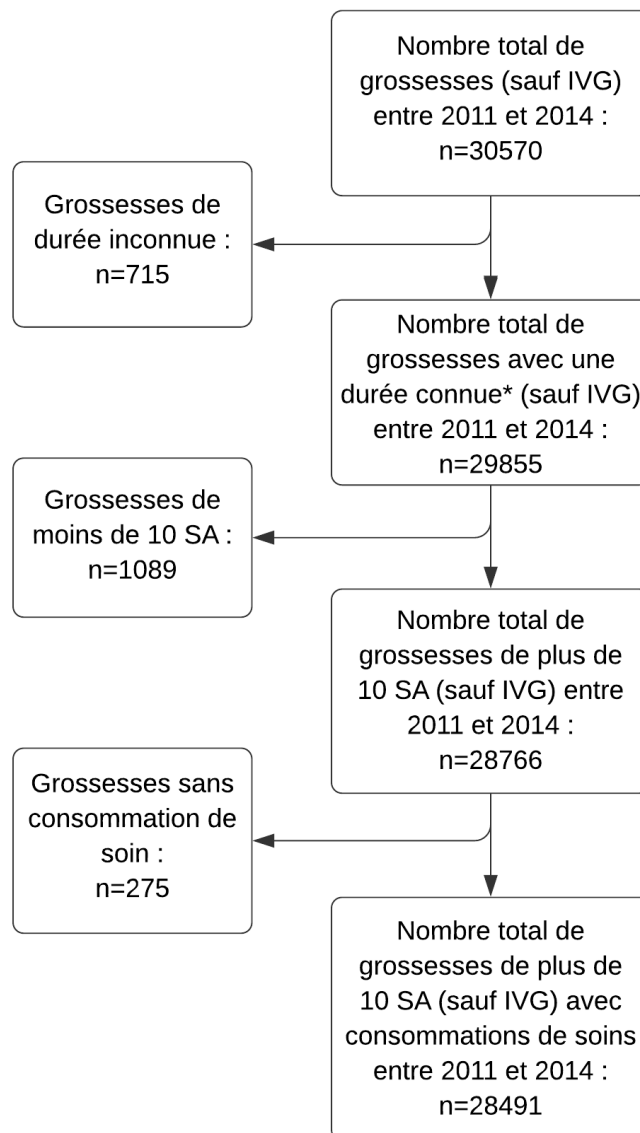 Nombre total de
grossesses (sauf IVG)
entre 2011 et 2014 :
n=30570
Grossesses de
durée inconnue :
n=715
Nombre total de
grossesses avec une
durée connue* (sauf IVG)
entre 2011 et 2014 :
n=29855
Grossesses de
moins de 10 SA :
n=1089
Nombre total de
grossesses de plus de
10 SA (sauf IVG) entre
2011 et 2014 :
n=28766
Grossesses sans
consommation de
soin :
n=275
Nombre total de
grossesses de plus de
10 SA (sauf IVG) avec
consommations de soins
entre 2011 et 2014 :
n=28491